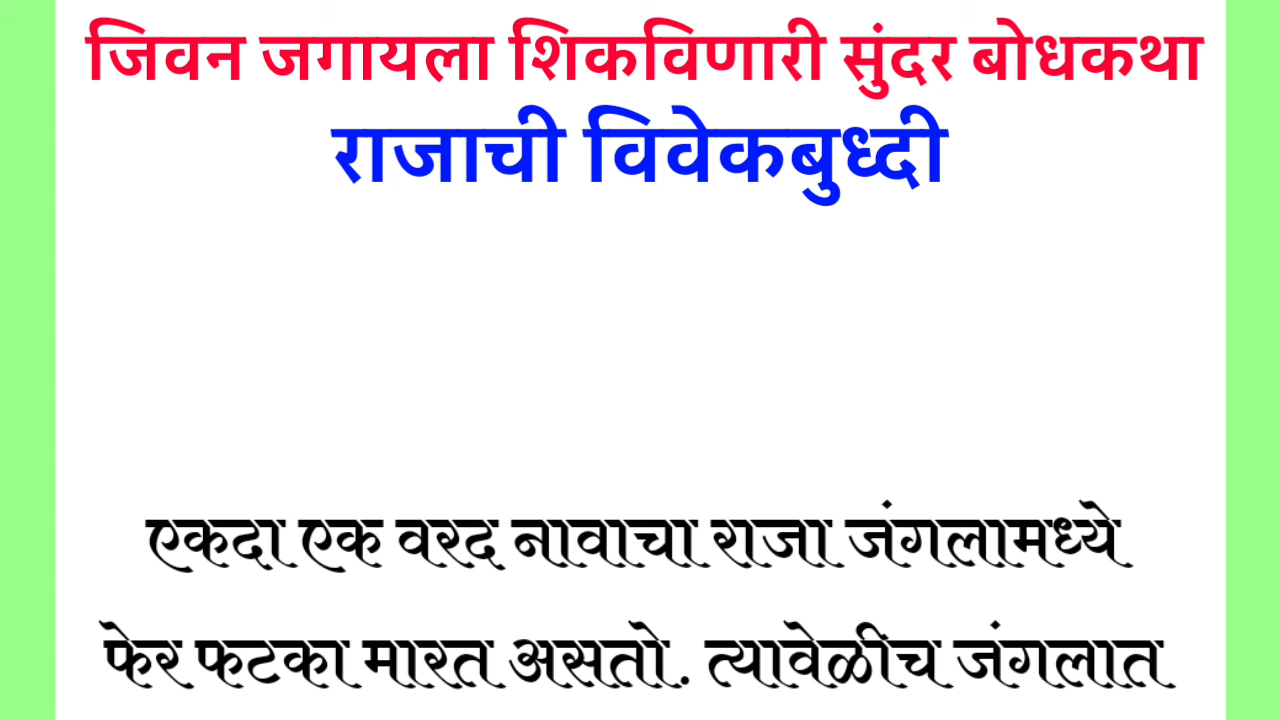 जिवन जगायला शिकविणारी सुंदर बोधकथा
राजाची विवेकबुध्दी
एकदा एक वरद नावाचा राजा जंगलामध्ये
फेर फटका मारत असतो. त्यावेळीच जंगलात